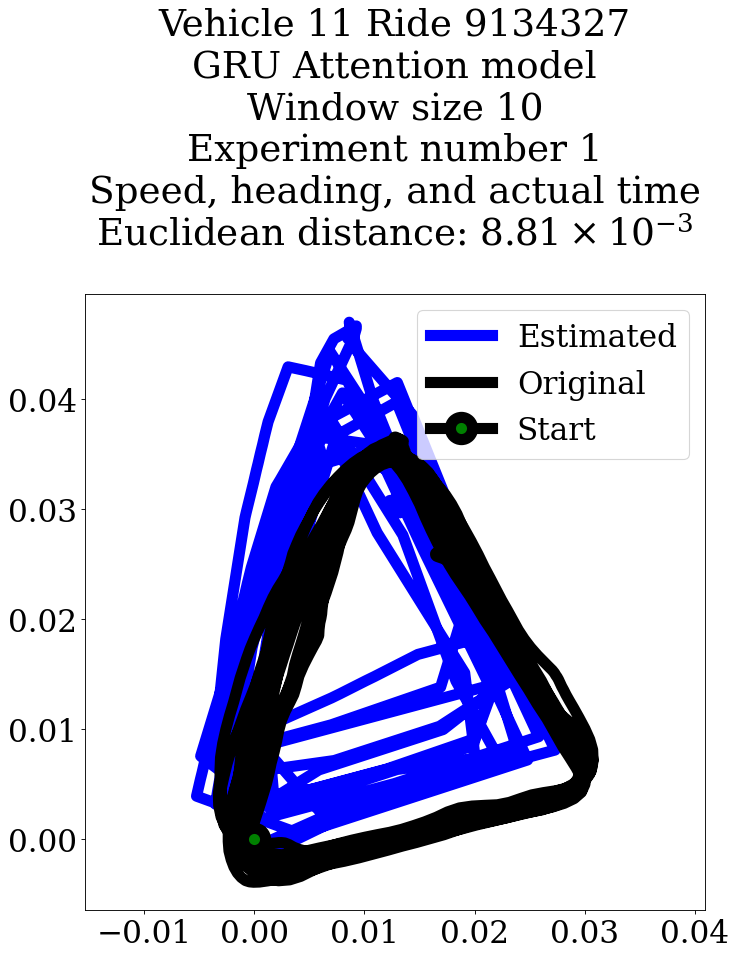 Vehicle 11 Ride 9134327
GRU Attention model
Window size 10
Experiment number 1
Speed, heading, and actual time
Euclidean distance: 8.81 × 10⁻³
Estimated
Original
Start
0.04
0.03
0.02
0.01
0.00
−0.01 0.00 0.01 0.02 0.03 0.04